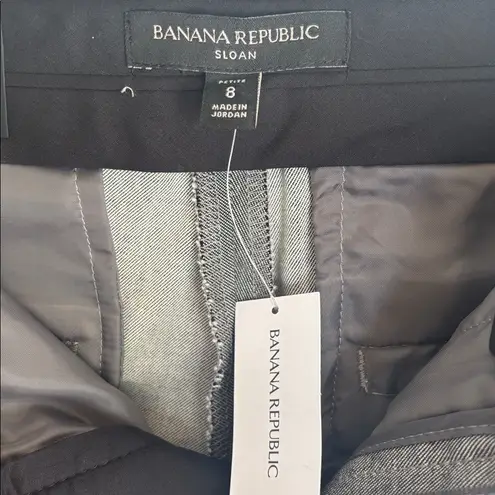 BANANA REPUBLIC
SLOAN
PETITE
8
MADE IN
JORDAN
BANANA REPUBLIC